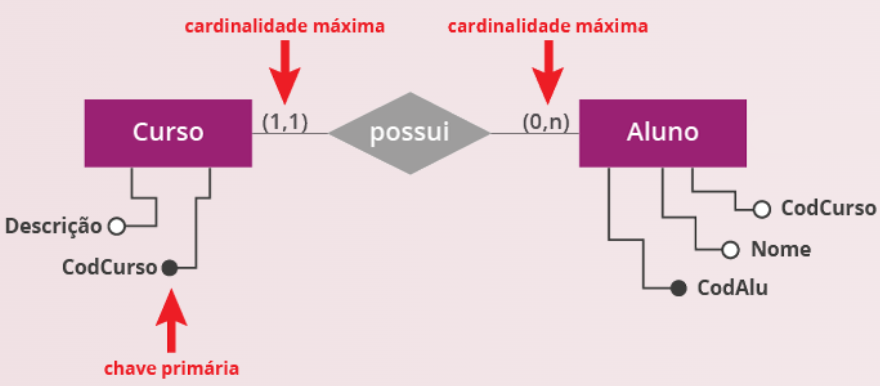 cardinalidade máxima
cardinalidade máxima
(1,1)
(0,n)
Curso
possui
Aluno
Descrição
CodCurso
CodCurso
Nome
CodAlu
chave primária